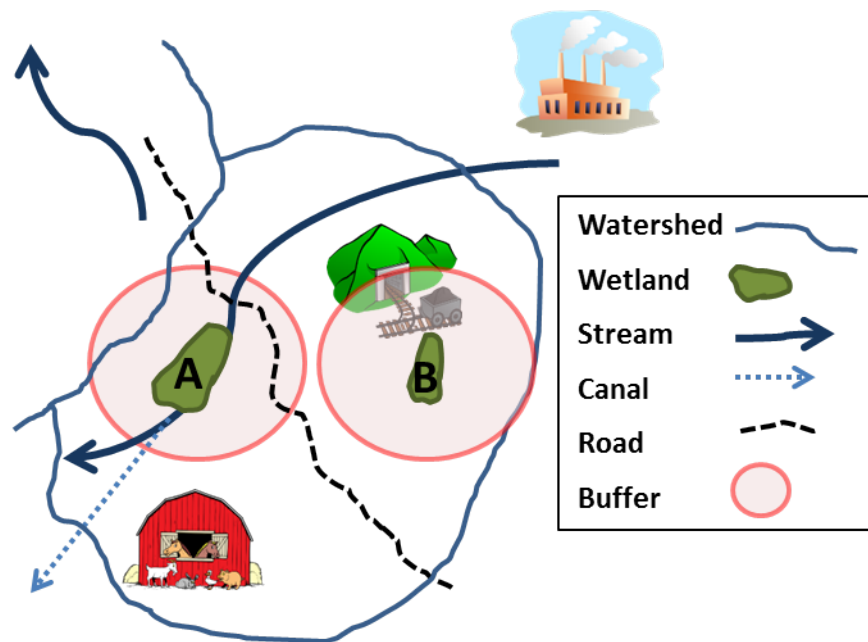 A
B
Watershed
Wetland
Stream
Canal
Road
Buffer